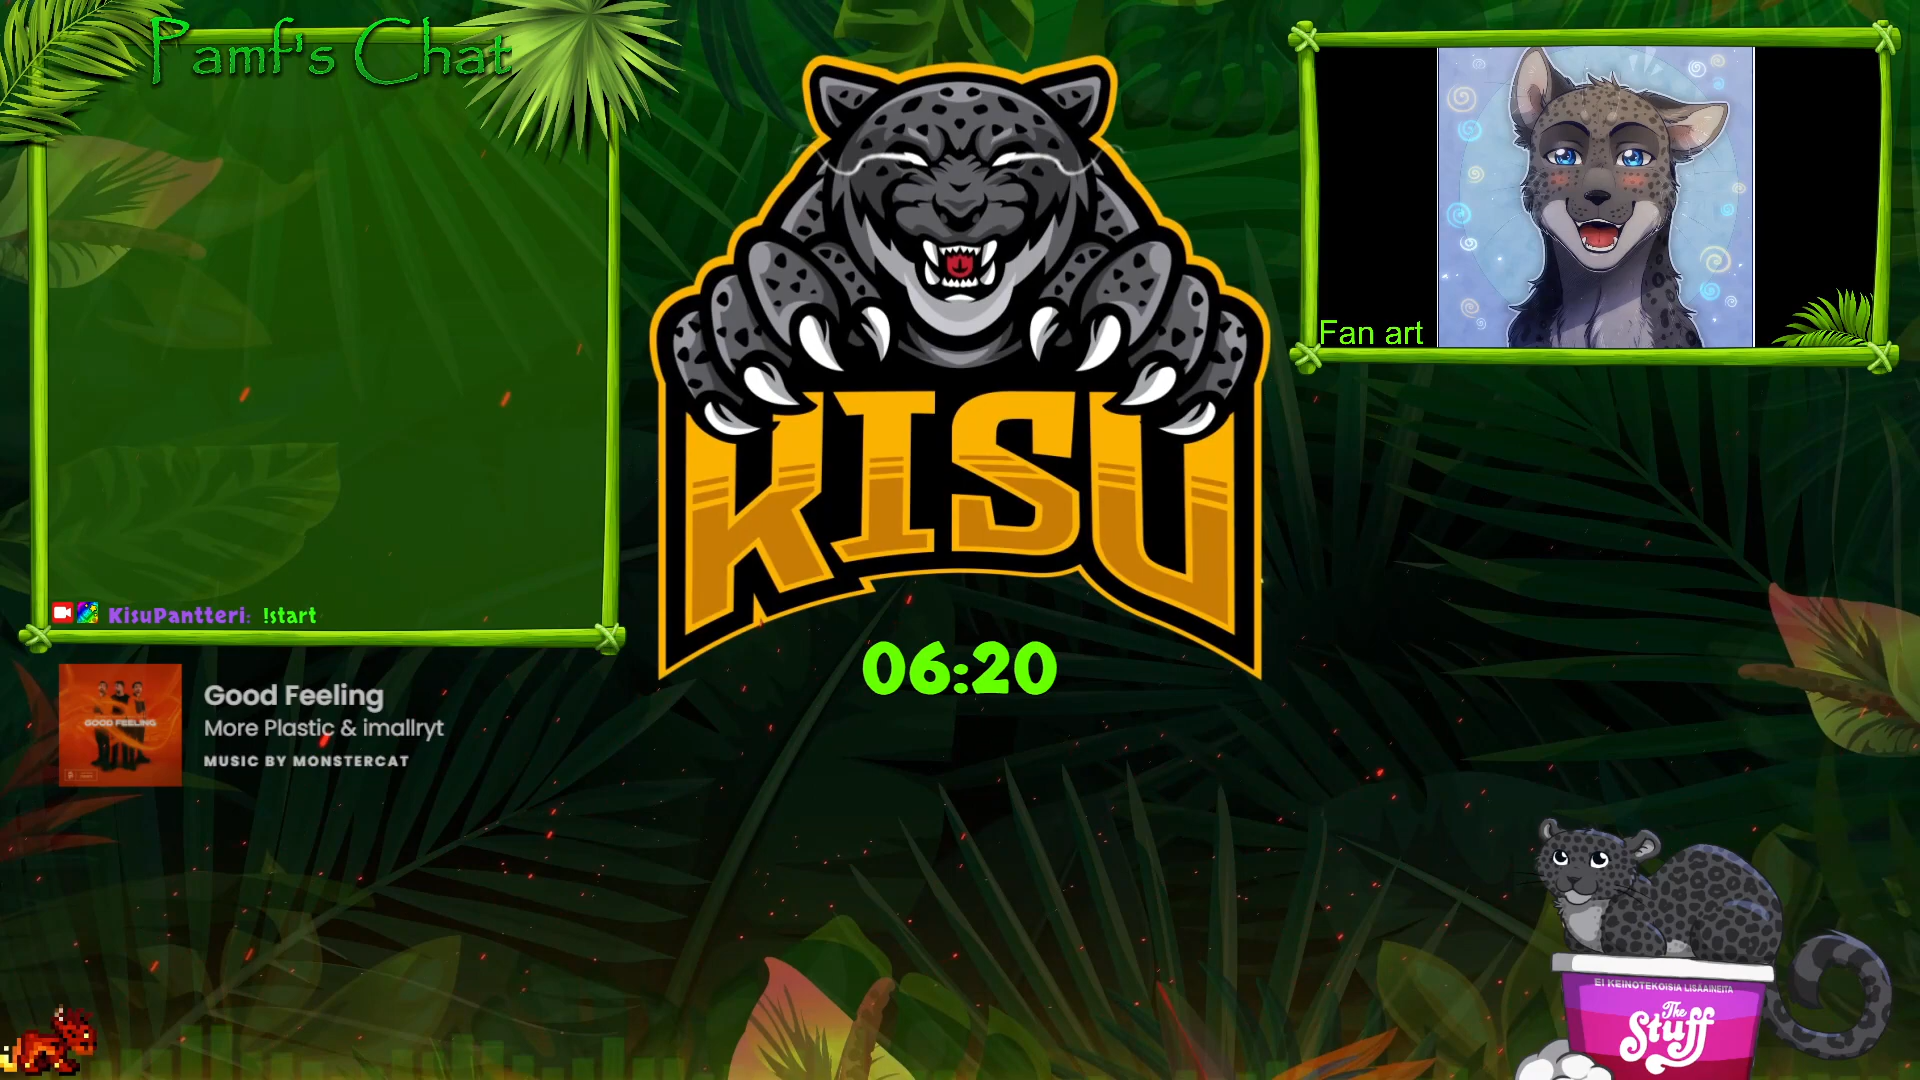 Pamf's Chat
KISU
Fan art
KisuPantteri: !start
06:20
GOOD FEELING
Good Feeling
More Plastic & imallryt
MUSIC BY MONSTERCAT
EI KEINOTEKOISIA LISÄAINEITA
The
Stuff